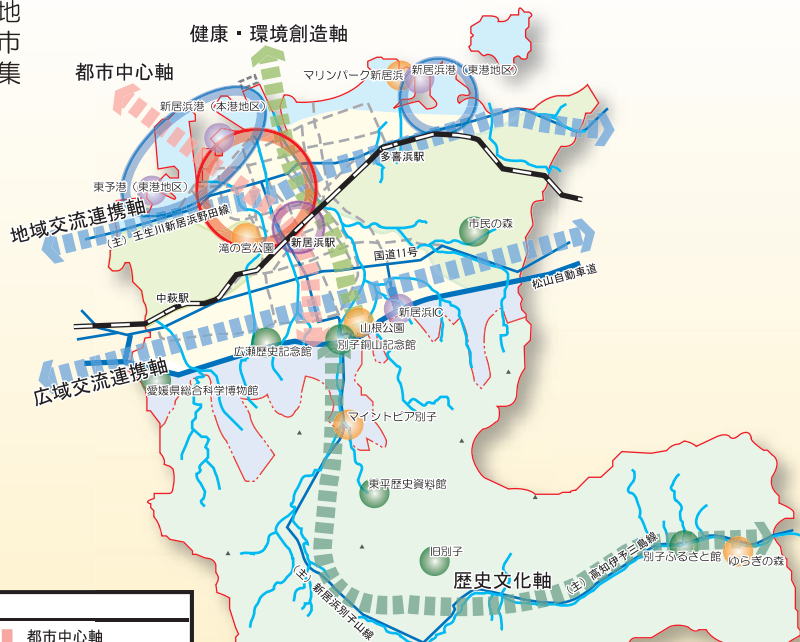 地
市
集
健康・環境創造軸
都市中心軸
マリンパーク新居浜
新居浜港（東港地区）
新居浜港（本港地区）
多喜浜駅
東予港（東港地区）
地域交流連携軸
（主）壬生川新居浜野田線
滝の宮公園
新居浜駅
市民の森
国道11号
松山自動車道
中萩駅
新居浜IC
山根公園
広瀬歴史記念館
別子銅山記念館
広域交流連携軸
愛媛県総合科学博物館
マイントピア別子
東平歴史資料館
旧別子
歴史文化軸
（主）高知伊予三島線
別子ふるさと館
ゆらぎの森
（主）新居浜別子山線
都市中心軸